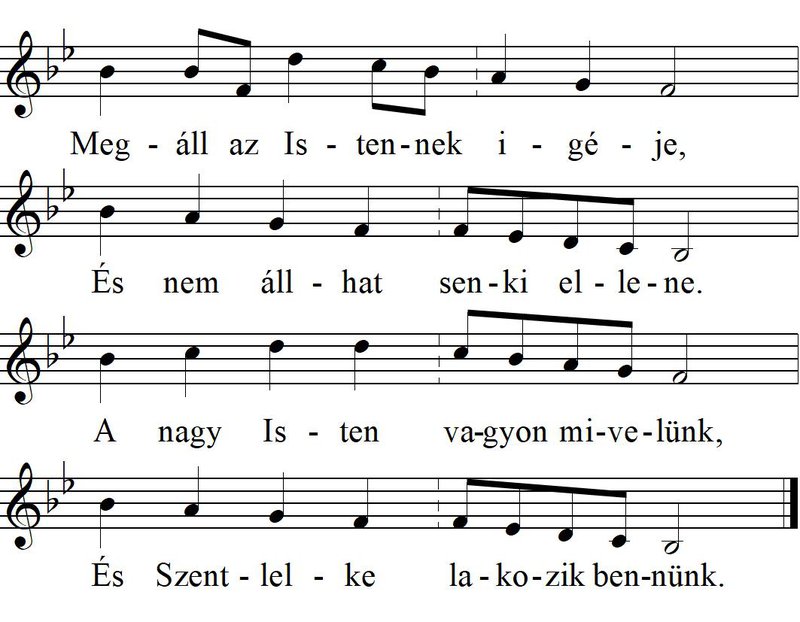 Meg - áll az Is - ten - nek i - gé - je,
És nem áll - hat sen - ki el - le - ne.
A nagy Is - ten va-gyon mi-ve-lünk,
És Szent - lel - ke la - ko - zik ben-nünk.